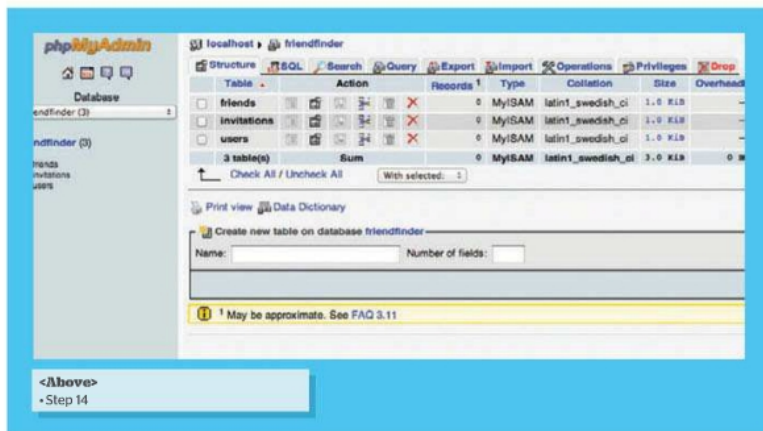 phpMyAdmin
Database
endfinder (3)
ndfinder (3)
friends
invitations
users
localhost ▸ friendfinder
Structure SQL Search Query Export Import Operations Privileges Drop
Table Action Records 1 Type Collation Size Overhead
friends 0 MyISAM latin1_swedish_ci 1.0 KiB –
invitations 0 MyISAM latin1_swedish_ci 1.0 KiB –
users 0 MyISAM latin1_swedish_ci 1.0 KiB –
3 table(s) Sum 0 MyISAM latin1_swedish_ci 3.0 KiB 0
Check All / Uncheck All With selected:
Print view Data Dictionary
Create new table on database friendfinder
Name: Number of fields:
1 May be approximate. See FAQ 3.11
<Above>
• Step 14